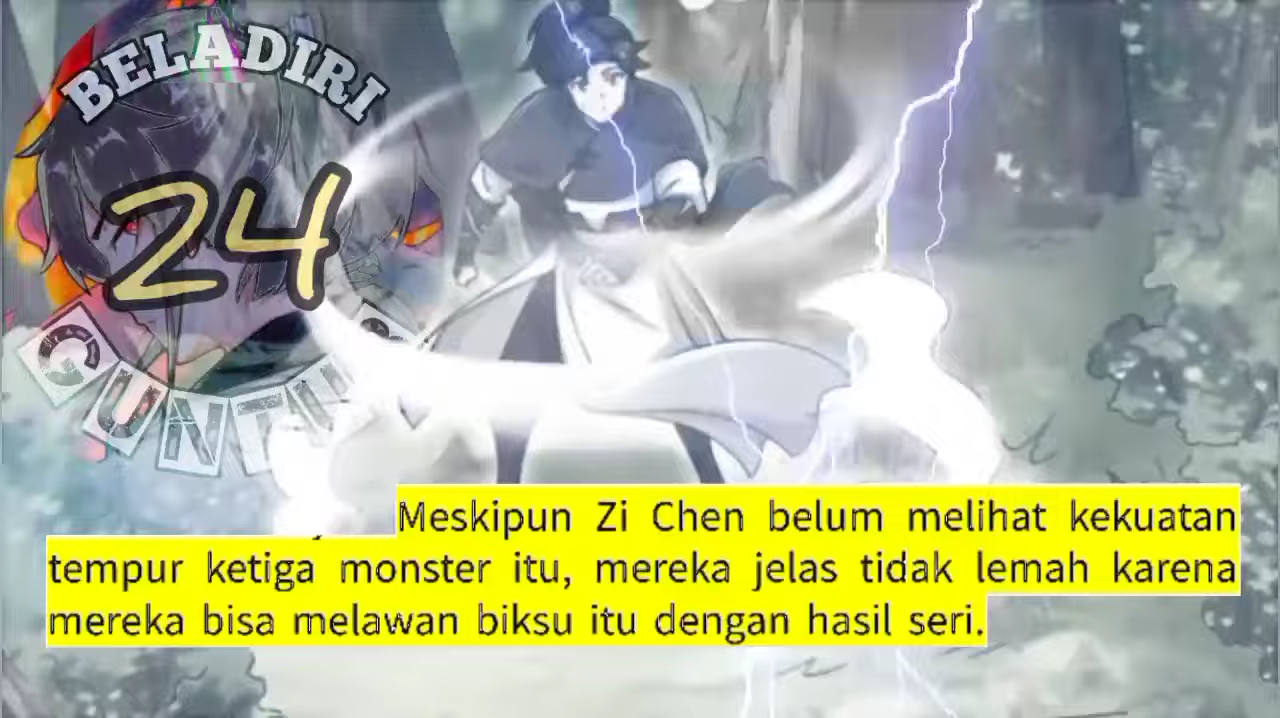 BELADIRI
24
Meskipun Zi Chen belum melihat kekuatan
tempur ketiga monster itu, mereka jelas tidak lemah karena
mereka bisa melawan biksu itu dengan hasil seri.